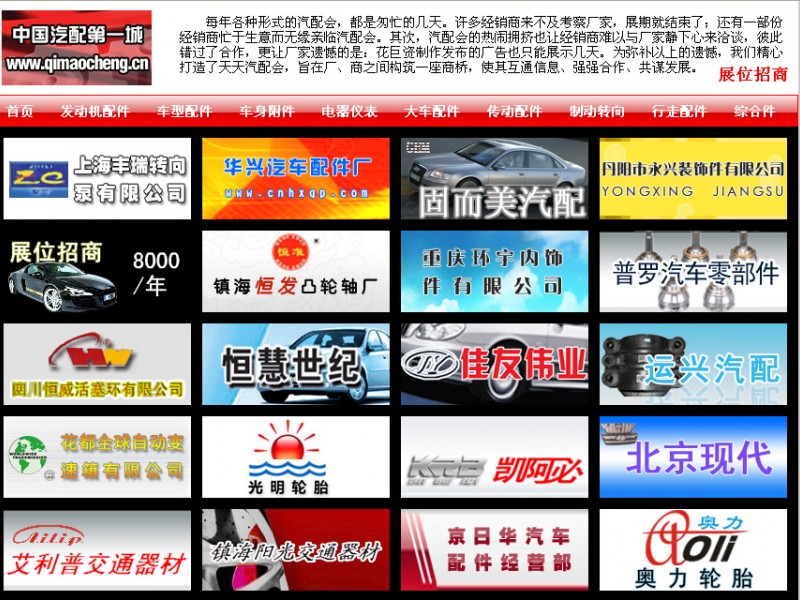 中国汽配第一城
www.qimaocheng.cn
每年各种形式的汽配会，都是匆忙的几天。许多经销商来不及考察厂家，展期就结束了；还有一部份
经销商忙于生意而无缘亲临汽配会。其次，汽配会的热闹拥挤也让经销商难以与厂家静下心来洽谈，彼此
错过了合作，更让厂家遗憾的是：花巨资制作发布的广告也只能展示几天。为弥补以上的遗憾，我们精心
打造了天天汽配会，旨在厂、商之间构筑一座商桥，使其互通信息、强强合作、共谋发展。
展位招商
首页 发动机配件 车型配件 车身附件 电器仪表 大车配件 传动配件 制动转向 行走配件 综合件
上海丰瑞转向
泵有限公司
华兴汽车配件厂
www.cnhxqp.com
OEM
固而美汽配
丹阳市永兴装饰件有限公司
YONGXING JIANGSU
展位招商
8000
/年
恒准
镇海恒发凸轮轴厂
重庆环宇内饰
件有限公司
普罗汽车零部件
HW
四川恒威活塞环有限公司
恒慧世纪
JY 佳友伟业
运兴汽配
WORLDWIDE
TRANSMISSION
花都全球自动变
速箱有限公司
光明轮胎
KRB 凯阿必
北京现代
Ailip
艾利普交通器材
镇海阳光交通器材
京日华汽车
配件经营部
奥力
Aoli
奥力轮胎